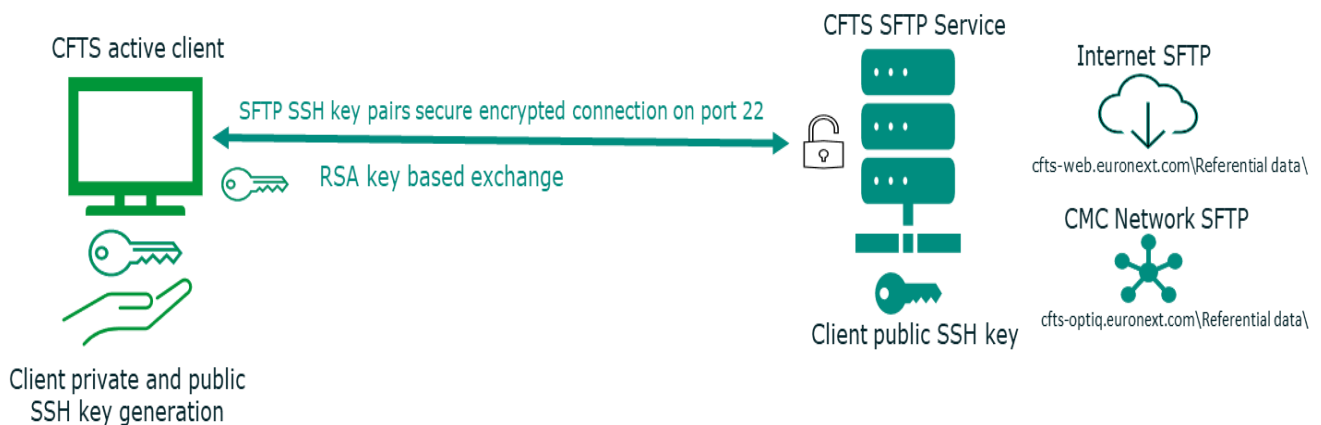 CFTS active client
SFTP SSH key pairs secure encrypted connection on port 22
RSA key based exchange
Client private and public
SSH key generation
CFTS SFTP Service
Client public SSH key
Internet SFTP
cfts-web.euronext.com\Referential data\
CMC Network SFTP
cfts-optiq.euronext.com\Referential data\